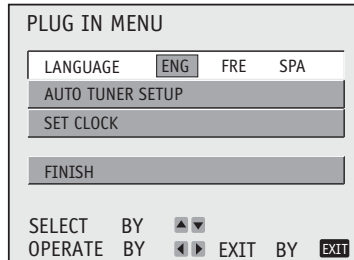 PLUG IN MENU
LANGUAGE ENG FRE SPA
AUTO TUNER SETUP
SET CLOCK
FINISH
SELECT BY ▲▼
OPERATE BY ◀▶ EXIT BY EXIT